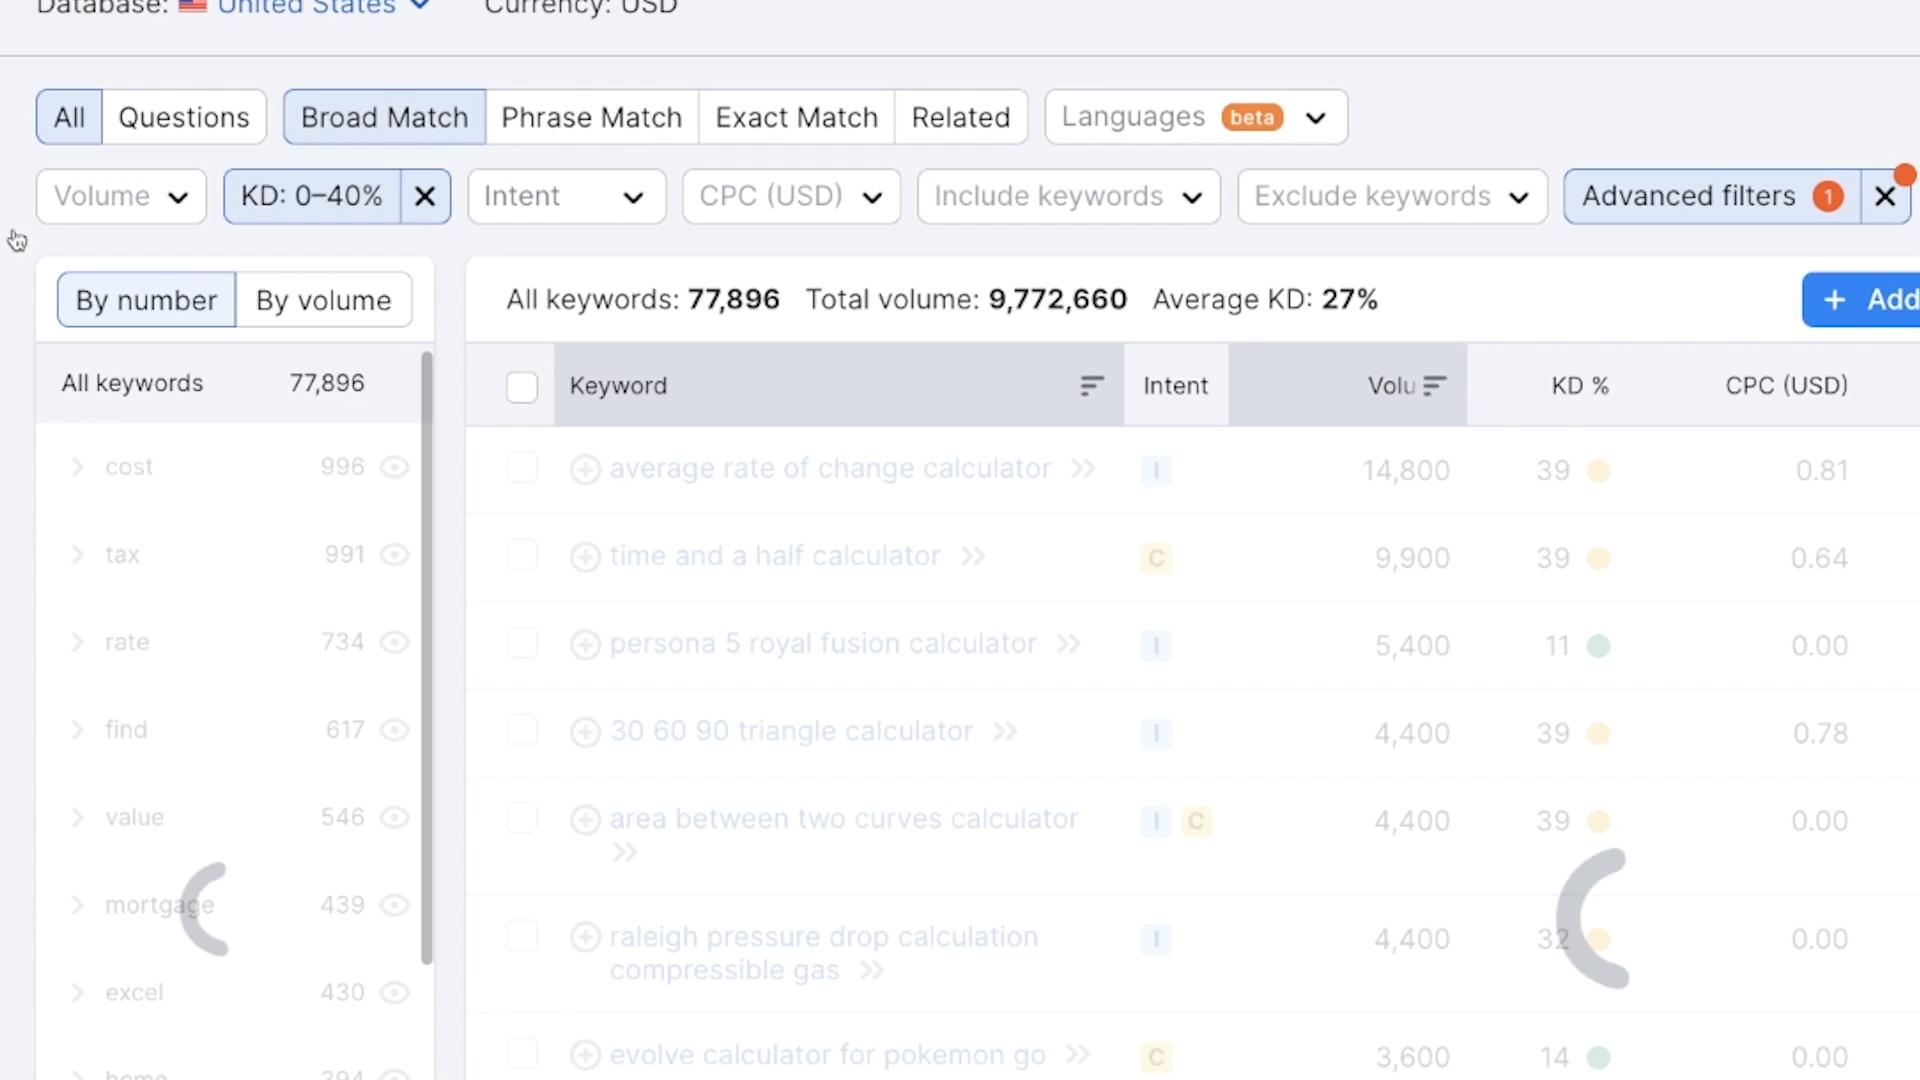 Database: United States Currency: USD
All Questions Broad Match Phrase Match Exact Match Related Languages beta
Volume KD: 0–40% Intent CPC (USD) Include keywords Exclude keywords Advanced filters 1
By number By volume All keywords: 77,896 Total volume: 9,772,660 Average KD: 27% + Add
All keywords 77,896 Keyword Intent Volu KD % CPC (USD)
cost 996 average rate of change calculator I 14,800 39 0.81
tax 991 time and a half calculator C 9,900 39 0.64
rate 734 persona 5 royal fusion calculator I 5,400 11 0.00
find 617 30 60 90 triangle calculator I 4,400 39 0.78
value 546 area between two curves calculator I C 4,400 39 0.00
mortgage 439 raleigh pressure drop calculation I 4,400 32 0.00
compressible gas
excel 430
evolve calculator for pokemon go C 3,600 14 0.00
home 394